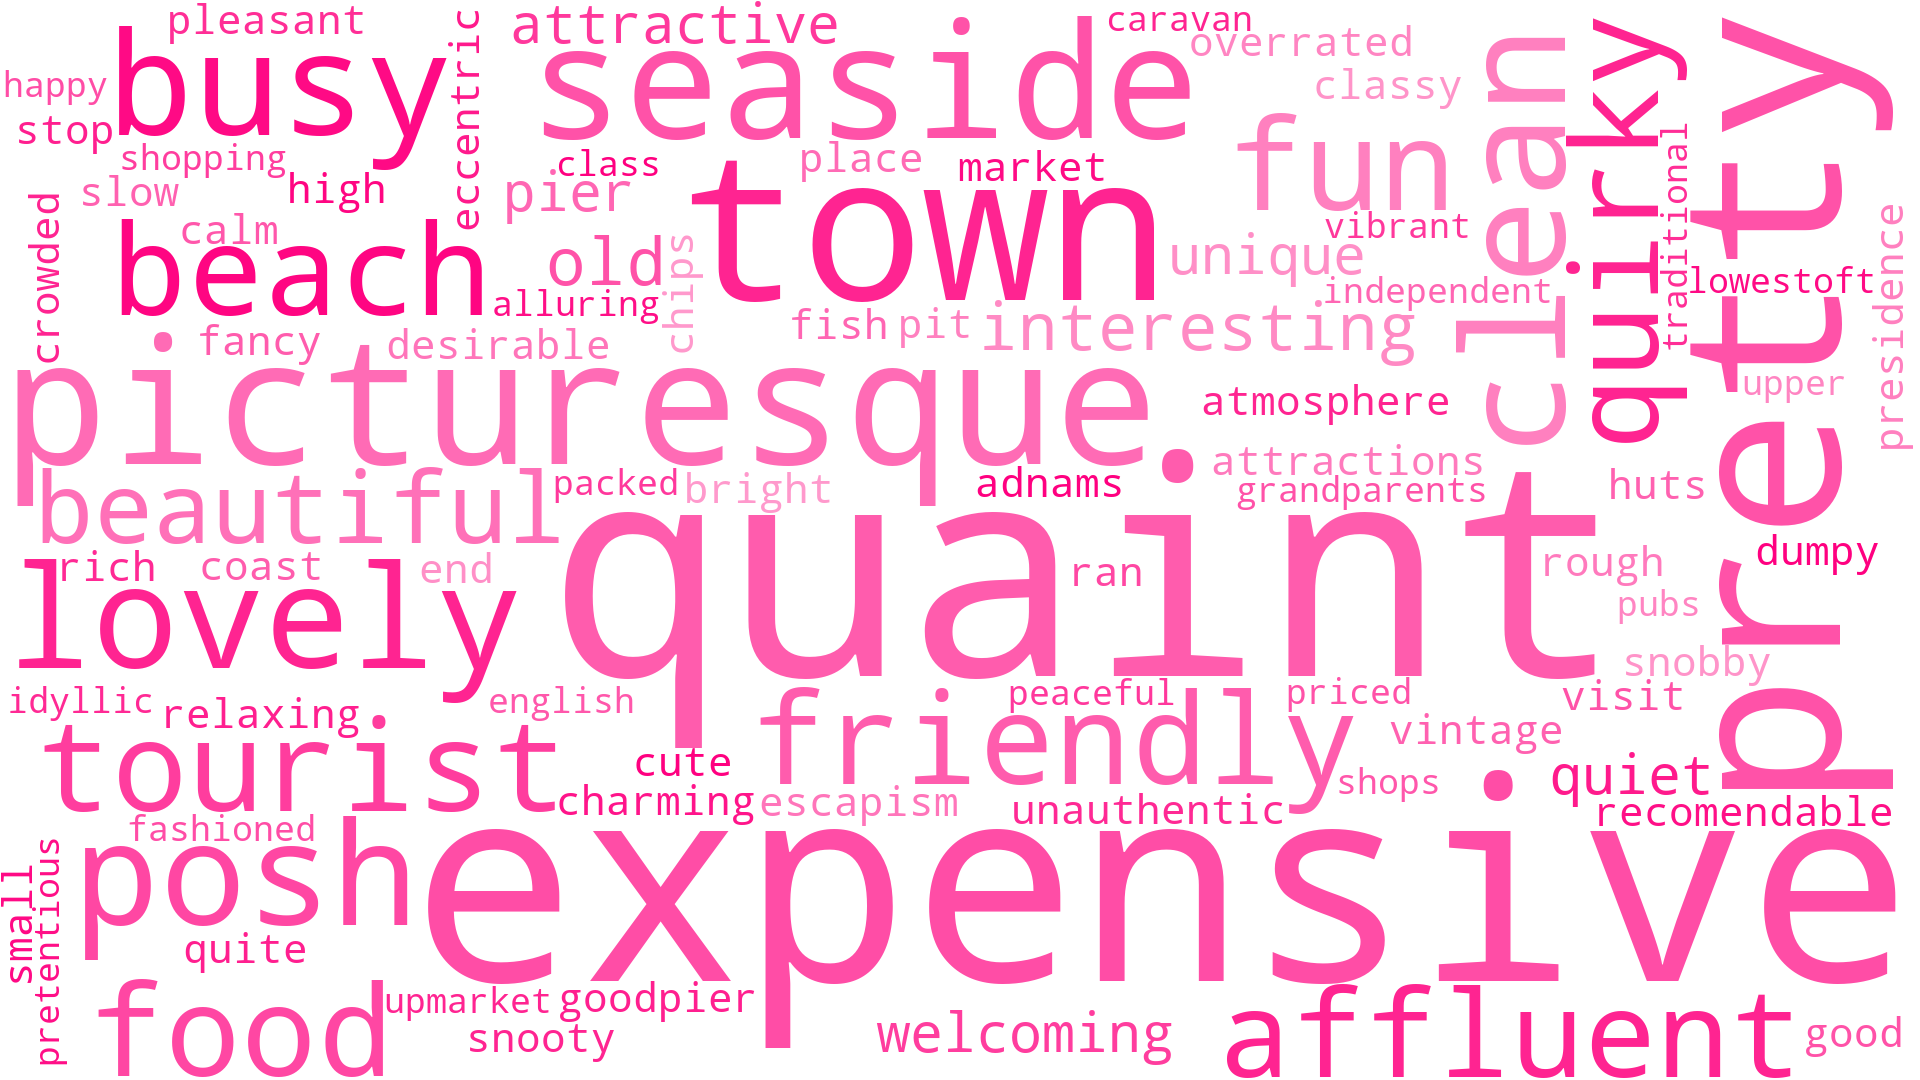 pleasant
attractive
caravan
busy
eccentric
seaside
overrated
happy
classy
clean
quirky
pretty
stop
fun
shopping
class
place
market
traditional
slow
high
pier
town
vibrant
crowded
calm
old
unique
presidence
beach
chips
alluring
independent
lowestoft
fancy
desirable
fish
pit
interesting
picturesque
upper
atmosphere
beautiful
packed
bright
adnams
attractions
grandparents
huts
quaint
dumpy
rich
coast
end
ran
rough
lovely
pubs
snobby
idyllic
relaxing
english
peaceful
priced
visit
tourist
friendly
vintage
cute
shops
quiet
charming
escapism
unauthentic
recomendable
fashioned
posh
expensive
small
pretentious
quite
food
upmarket
goodpier
snooty
welcoming
affluent
good